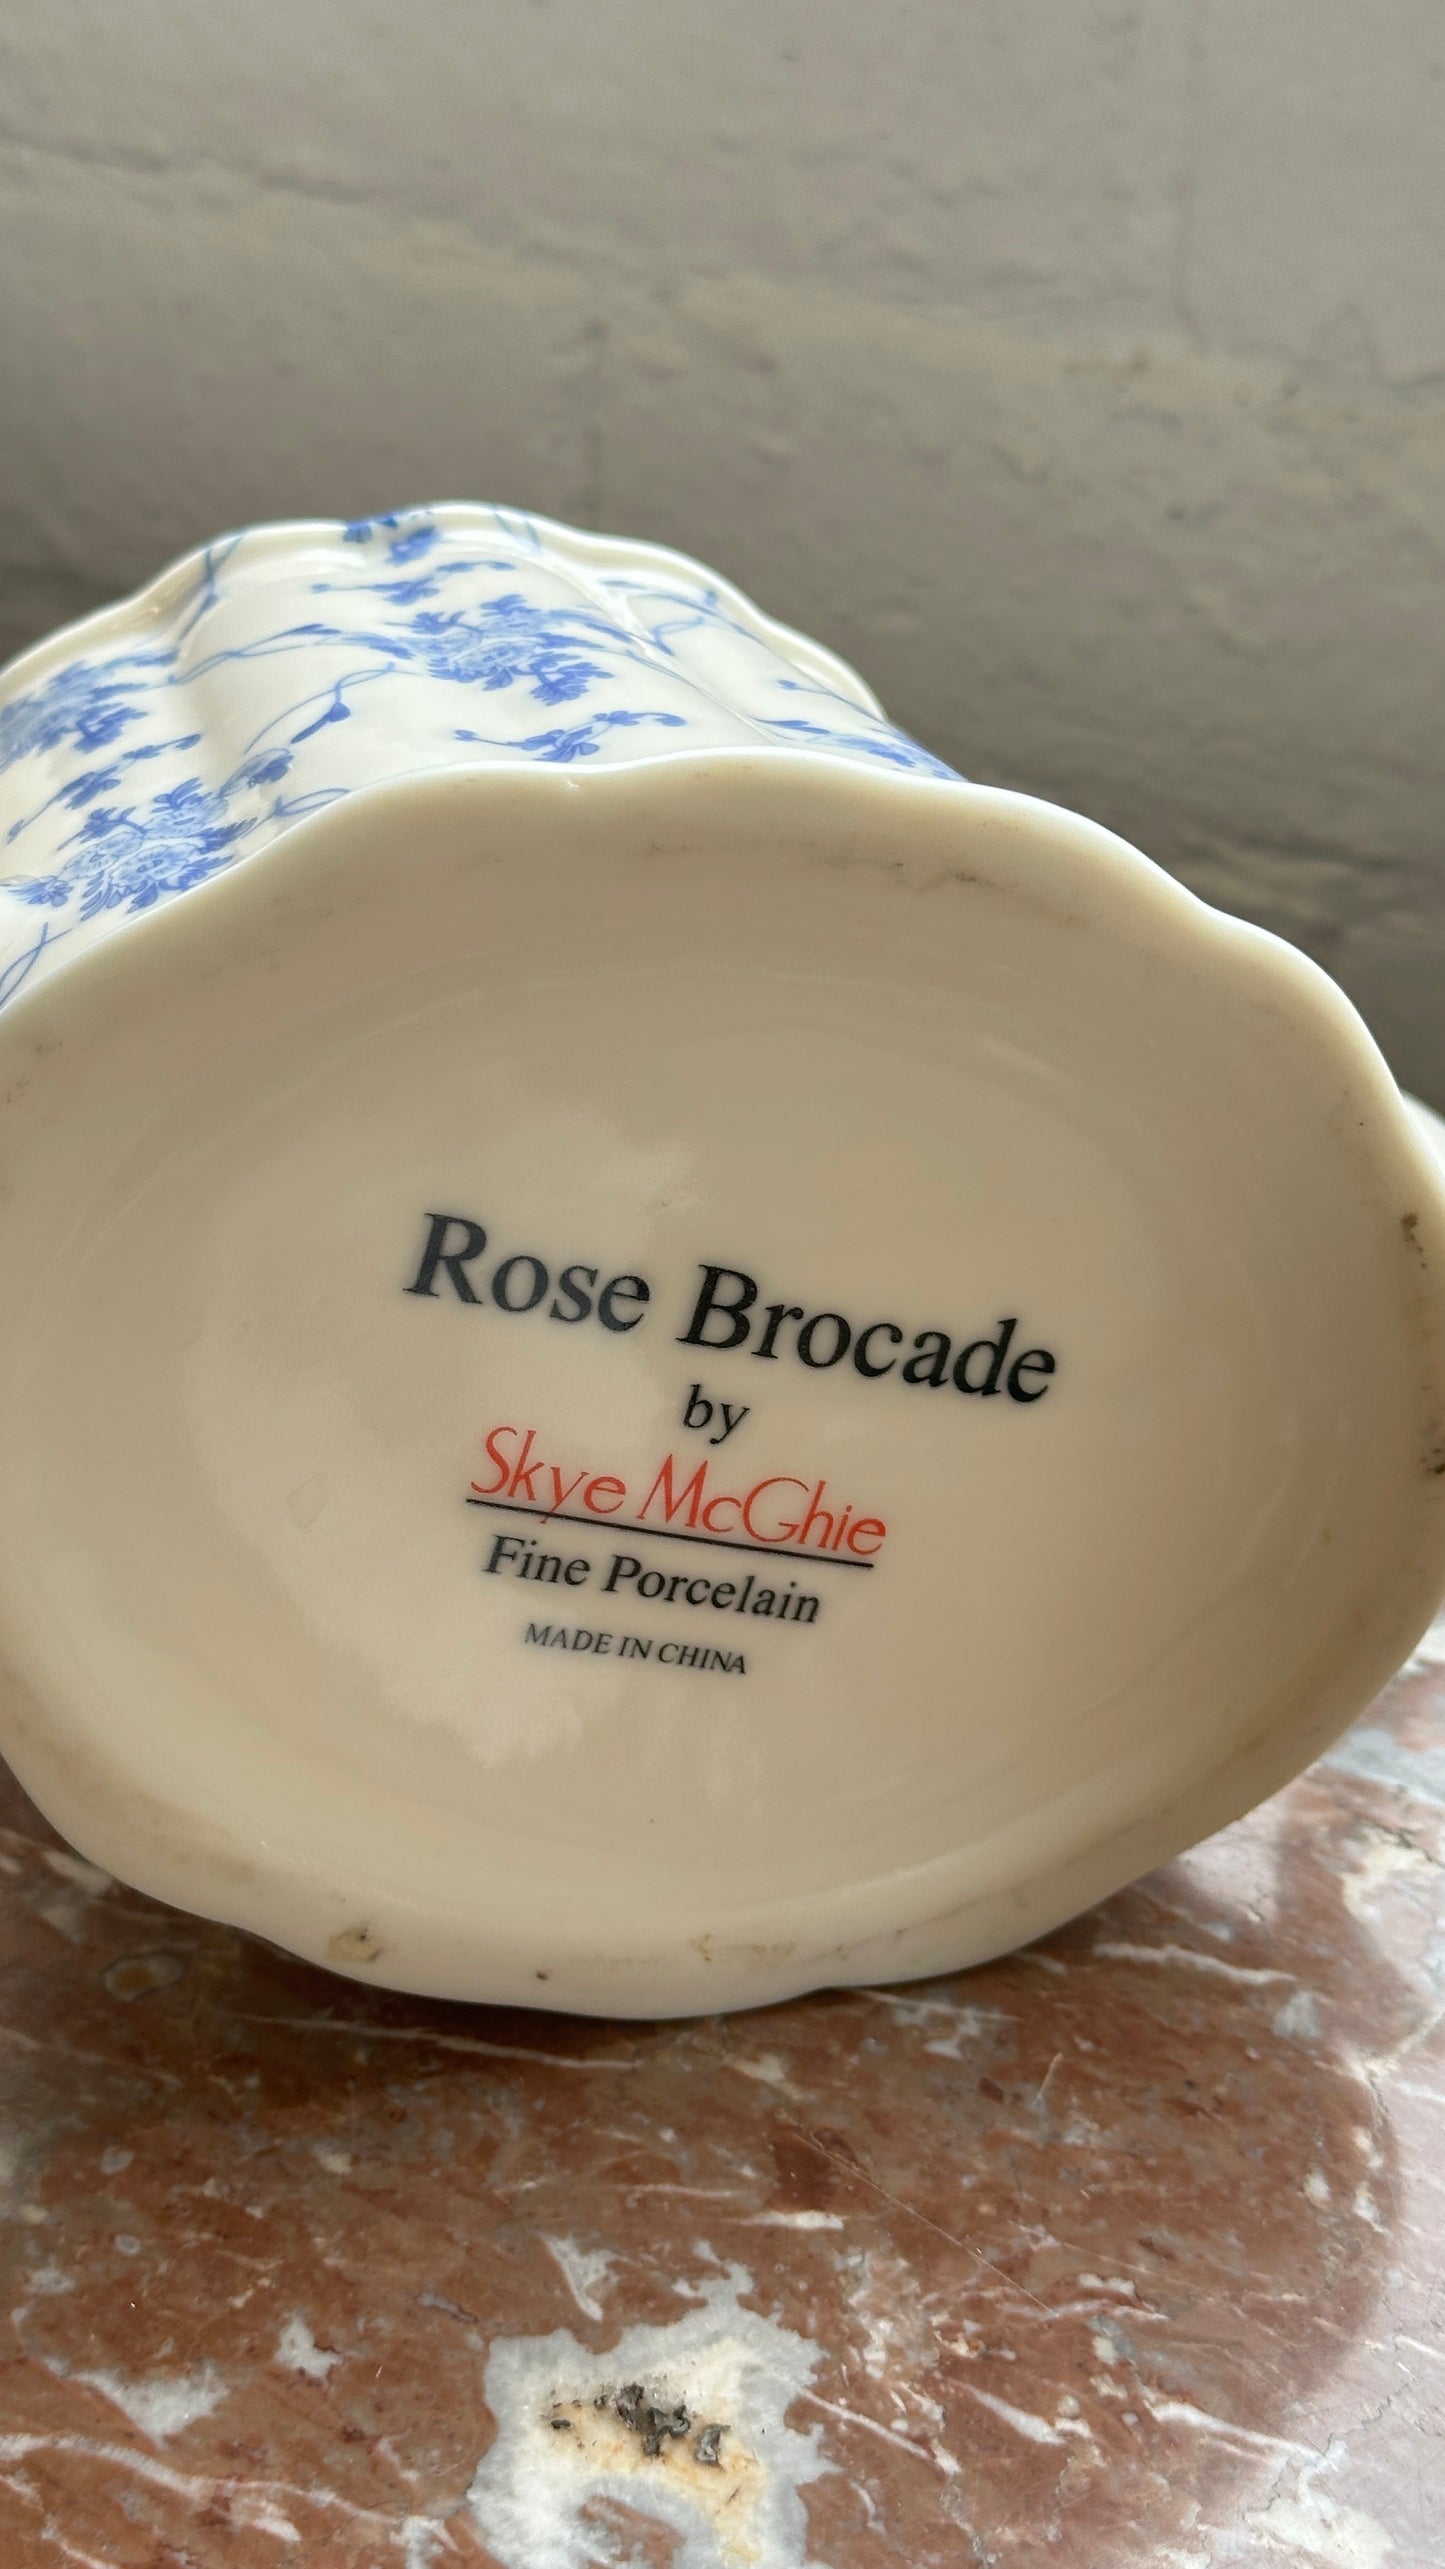 Rose Brocade
by
Skye McGhie
Fine Porcelain
MADE IN CHINA